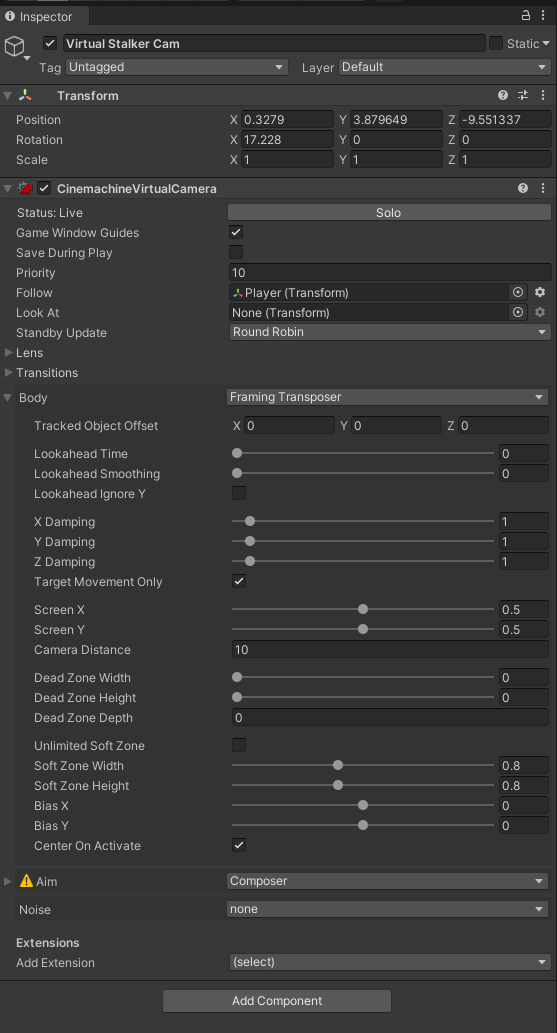 Inspector
Virtual Stalker Cam Static
Tag Untagged Layer Default
Transform
Position X 0.3279 Y 3.879649 Z -9.551337
Rotation X 17.228 Y 0 Z 0
Scale X 1 Y 1 Z 1
CinemachineVirtualCamera
Status: Live Solo
Game Window Guides
Save During Play
Priority 10
Follow Player (Transform)
Look At None (Transform)
Standby Update Round Robin
Lens
Transitions
Body Framing Transposer
Tracked Object Offset X 0 Y 0 Z 0
Lookahead Time 0
Lookahead Smoothing 0
Lookahead Ignore Y
X Damping 1
Y Damping 1
Z Damping 1
Target Movement Only
Screen X 0.5
Screen Y 0.5
Camera Distance 10
Dead Zone Width 0
Dead Zone Height 0
Dead Zone Depth 0
Unlimited Soft Zone
Soft Zone Width 0.8
Soft Zone Height 0.8
Bias X 0
Bias Y 0
Center On Activate
Aim Composer
Noise none
Extensions
Add Extension (select)
Add Component